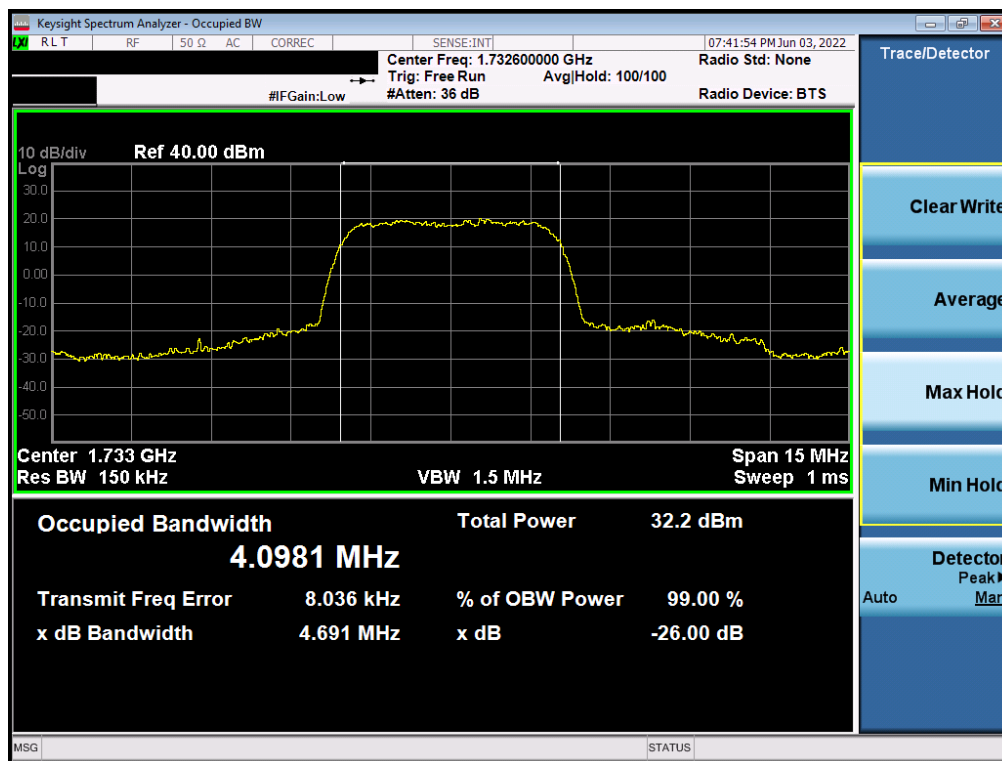 Keysight Spectrum Analyzer - Occupied BW
LXI RLT RF 50 Ω AC CORREC SENSE:INT 07:41:54 PM Jun 03, 2022
Center Freq: 1.732600000 GHz Radio Std: None
Trig: Free Run Avg|Hold: 100/100
#IFGain:Low #Atten: 36 dB Radio Device: BTS
Trace/Detector
10 dB/div Ref 40.00 dBm
Log
30.0
20.0
10.0
0.00
-10.0
-20.0
-30.0
-40.0
-50.0
Center 1.733 GHz Span 15 MHz
Res BW 150 kHz VBW 1.5 MHz Sweep 1 ms
Occupied Bandwidth Total Power 32.2 dBm
4.0981 MHz
Transmit Freq Error 8.036 kHz % of OBW Power 99.00 %
x dB Bandwidth 4.691 MHz x dB -26.00 dB
Clear Write
Average
Max Hold
Min Hold
Detector
Peak▶
Auto Man
MSG STATUS